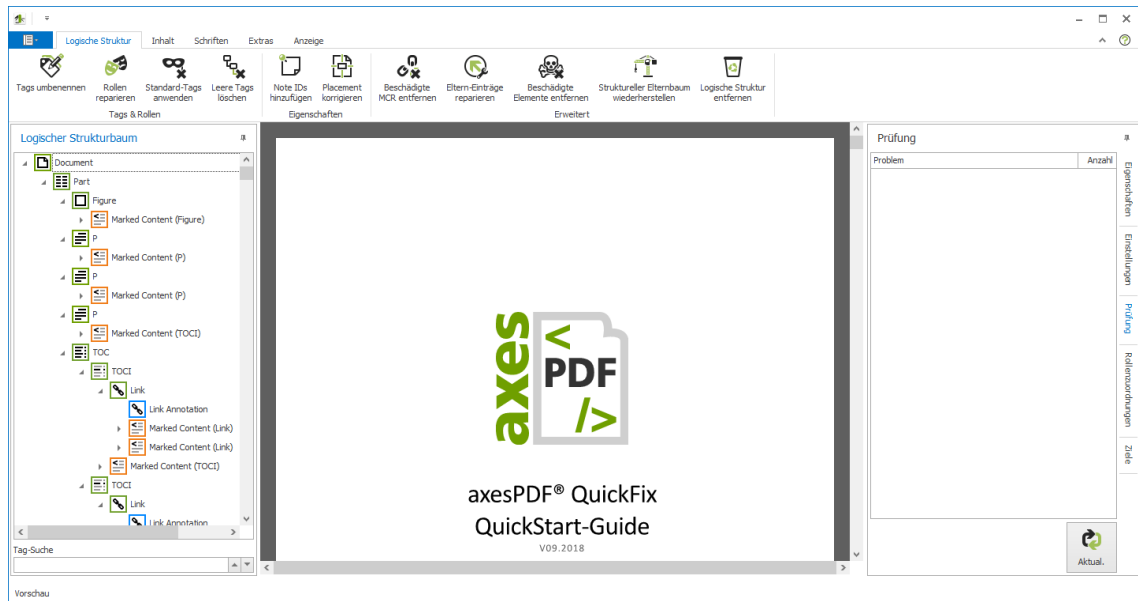 Logische Struktur Inhalt Schriften Extras Anzeige
Tags umbenennen
Rollen
reparieren
Standard-Tags
anwenden
Leere Tags
löschen
Note IDs
hinzufügen
Placement
korrigieren
Beschädigte
MCR entfernen
Eltern-Einträge
reparieren
Beschädigte
Elemente entfernen
Struktureller Elternbaum
wiederherstellen
Logische Struktur
entfernen
Tags & Rollen
Eigenschaften
Erweitert
Logischer Strukturbaum
Document
Part
Figure
Marked Content (Figure)
P
Marked Content (P)
P
Marked Content (P)
P
Marked Content (TOCI)
TOC
TOCI
Link
Link Annotation
Marked Content (Link)
Marked Content (Link)
Marked Content (TOCI)
TOCI
Link
Link Annotation
Tag-Suche
Vorschau
axes
<
PDF
/>
axesPDF® QuickFix
QuickStart-Guide
V09.2018
Prüfung
Problem Anzahl
Aktual.
Eigenschaften
Einstellungen
Prüfung
Rollenzuordnungen
Ziele